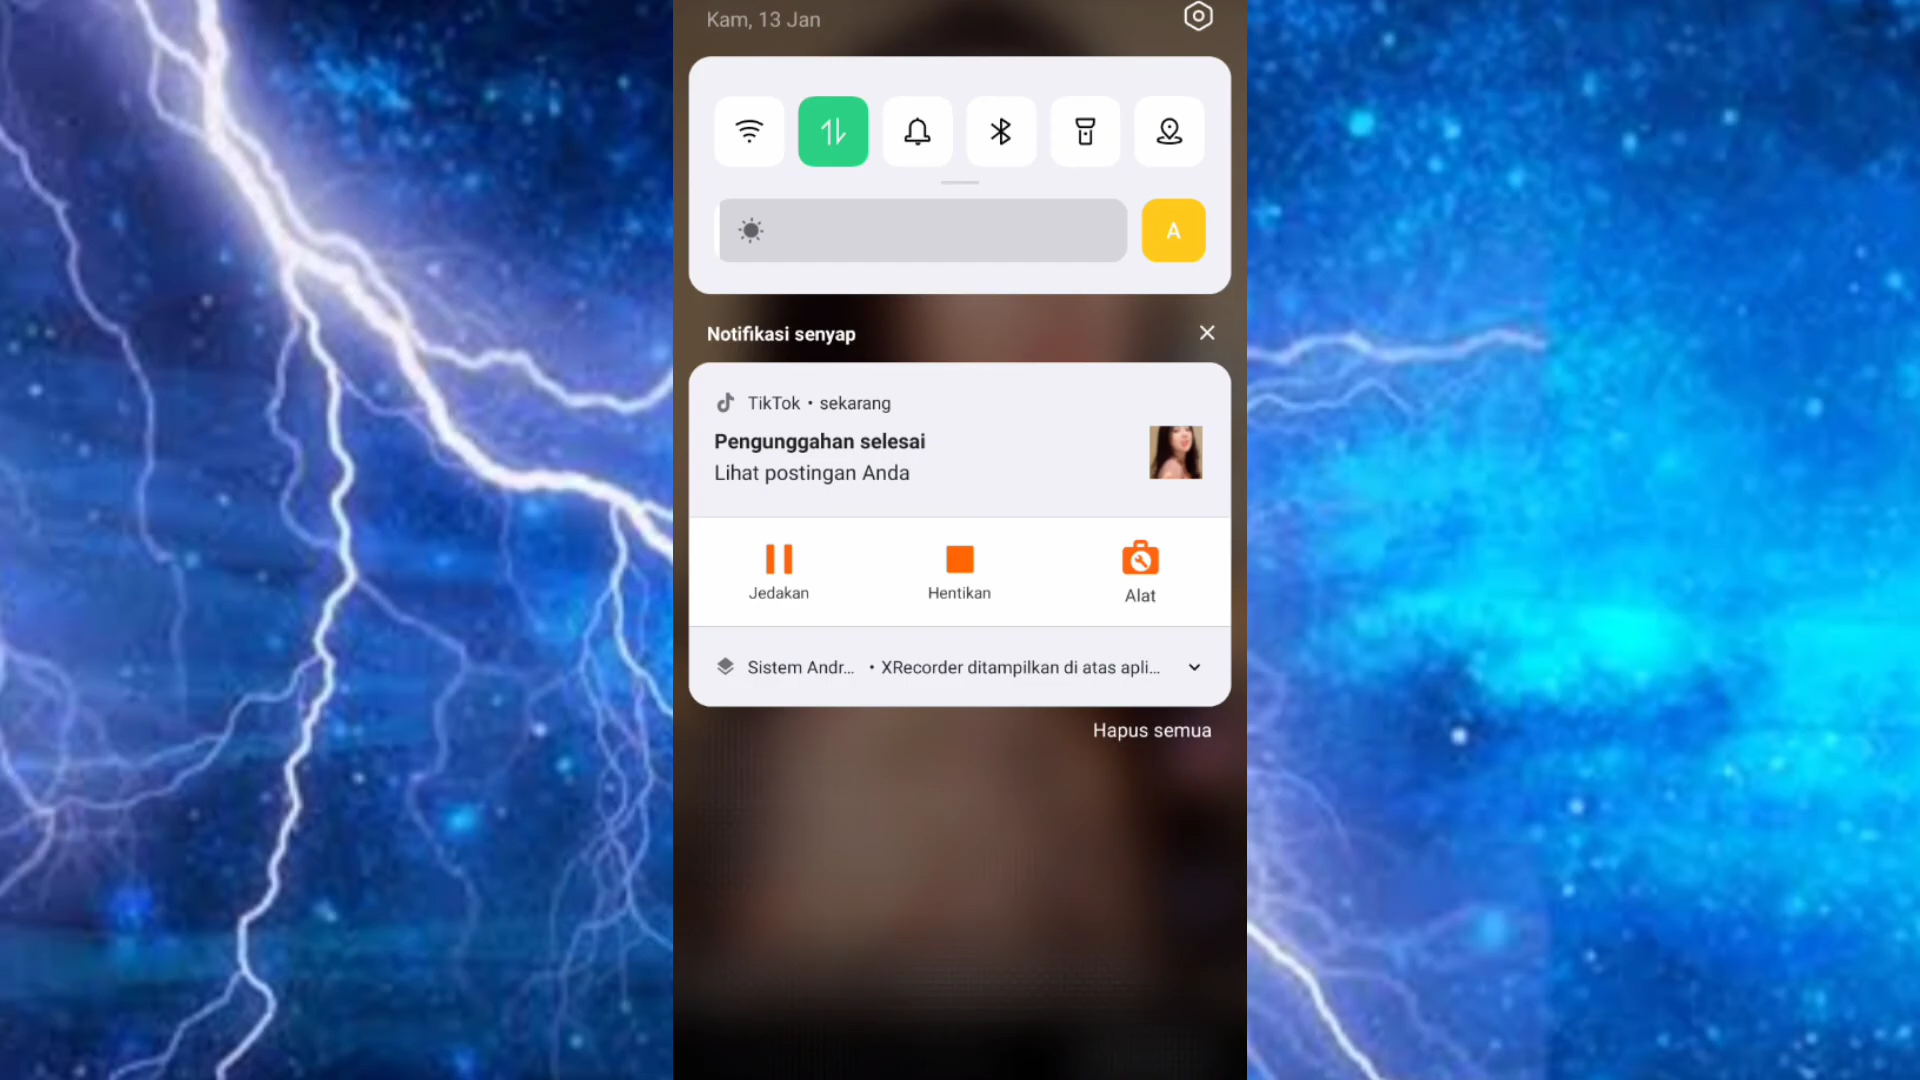 Kam, 13 Jan
A
Notifikasi senyap
TikTok • sekarang
Pengunggahan selesai
Lihat postingan Anda
Jedakan
Hentikan
Alat
Sistem Andr... • XRecorder ditampilkan di atas apli...
Hapus semua